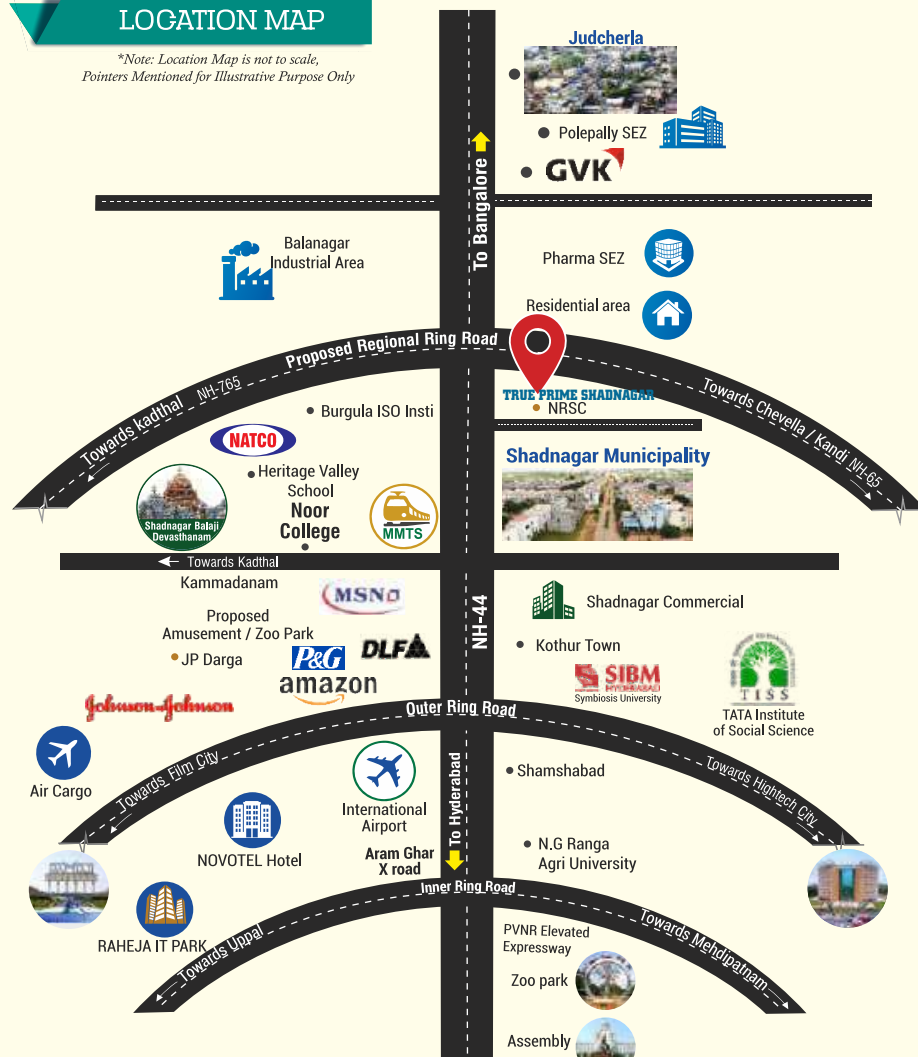 LOCATION MAP
*Note: Location Map is not to scale,
Pointers Mentioned for Illustrative Purpose Only
Judcherla
Polepally SEZ
GVK
To Bangalore
Balanagar
Industrial Area
Pharma SEZ
Residential area
Proposed Regional Ring Road
Towards kadthal NH-765
Towards Chevella / Kandi NH-65
TRUE PRIME SHADNAGAR
NRSC
Burgula ISO Insti
NATCO
Heritage Valley
School
Noor
College
Shadnagar Balaji
Devasthanam
MMTS
Shadnagar Municipality
Towards Kadthal
Kammadanam
MSN
NH-44
Shadnagar Commercial
Proposed
Amusement / Zoo Park
JP Darga
P&G
DLF
amazon
Kothur Town
SIBM
HYDERABAD
Symbiosis University
TISS
TATA Institute
of Social Science
Johnson-Johnson
Outer Ring Road
Towards Film City
Towards Hightech City
Air Cargo
International
Airport
To Hyderabad
Shamshabad
NOVOTEL Hotel
Aram Ghar
X road
N.G Ranga
Agri University
Inner Ring Road
RAHEJA IT PARK
Towards Uppal
Towards Mehdipatnam
PVNR Elevated
Expressway
Zoo park
Assembly